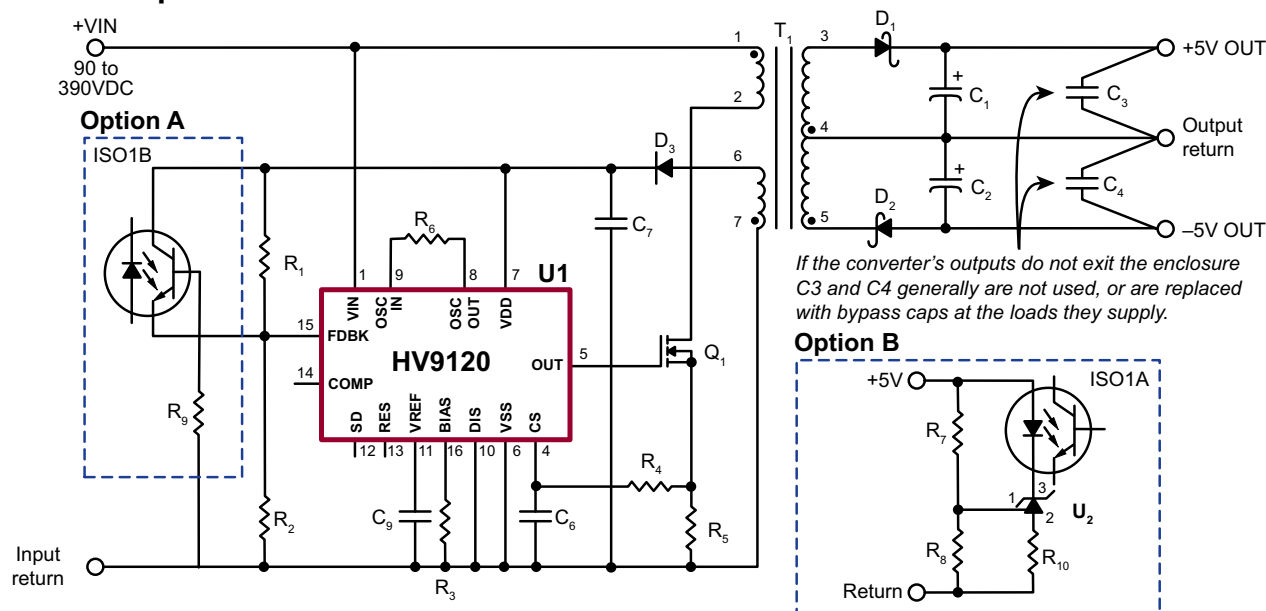 +VIN
90 to
390VDC
Option A
ISO1B
R1
R2
R9
R6
D3
C7
U1
1
9
8
7
VIN
OSC
IN
OSC
OUT
VDD
15
FDBK
HV9120
14
COMP
OUT
5
SD
RES
VREF
BIAS
DIS
VSS
CS
12
13
11
16
10
6
4
C9
R3
C6
R4
R5
Q1
Input
return
1
2
6
7
T1
3
4
5
D1
D2
C1
+
C2
+
C3
C4
+5V OUT
Output
return
–5V OUT
If the converter's outputs do not exit the enclosure
C3 and C4 generally are not used, or are replaced
with bypass caps at the loads they supply.
Option B
+5V
ISO1A
R7
1
3
2
U2
R8
R10
Return